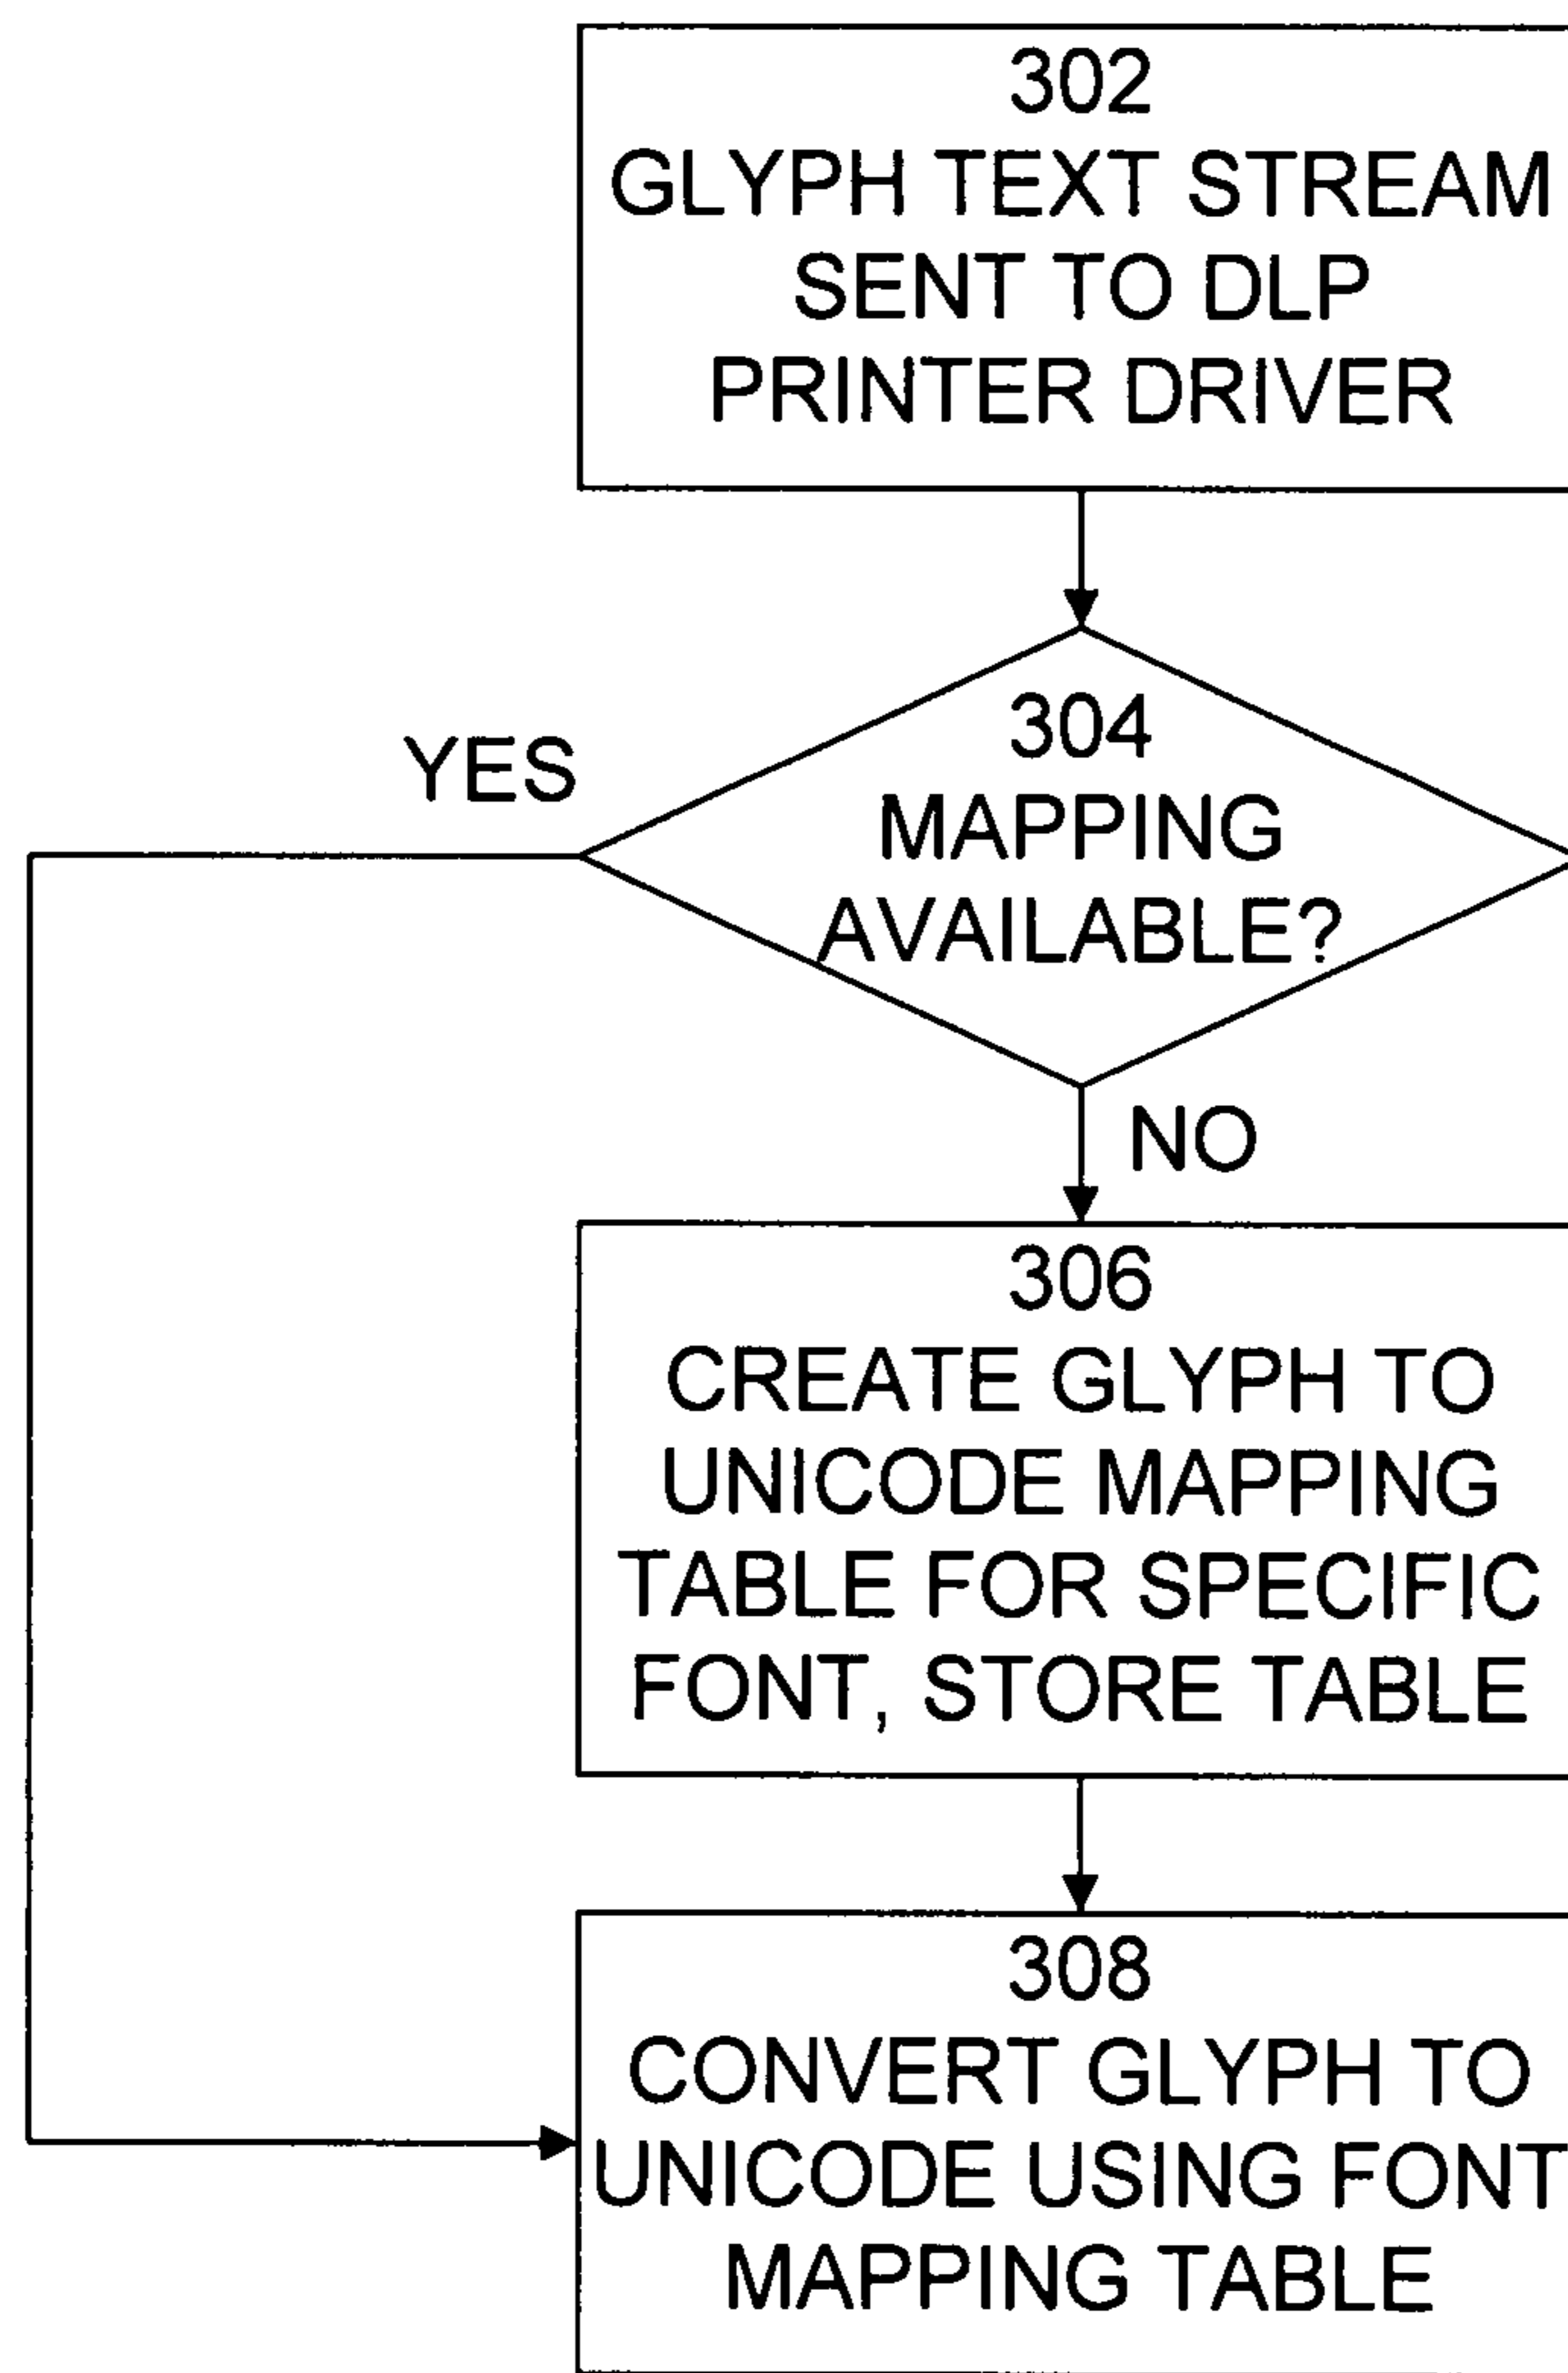 302
GLYPH TEXT STREAM
SENT TO DLP
PRINTER DRIVER
304
YES
MAPPING
AVAILABLE?
NO
306
CREATE GLYPH TO
UNICODE MAPPING
TABLE FOR SPECIFIC
FONT, STORE TABLE
308
CONVERT GLYPH TO
UNICODE USING FONT
MAPPING TABLE